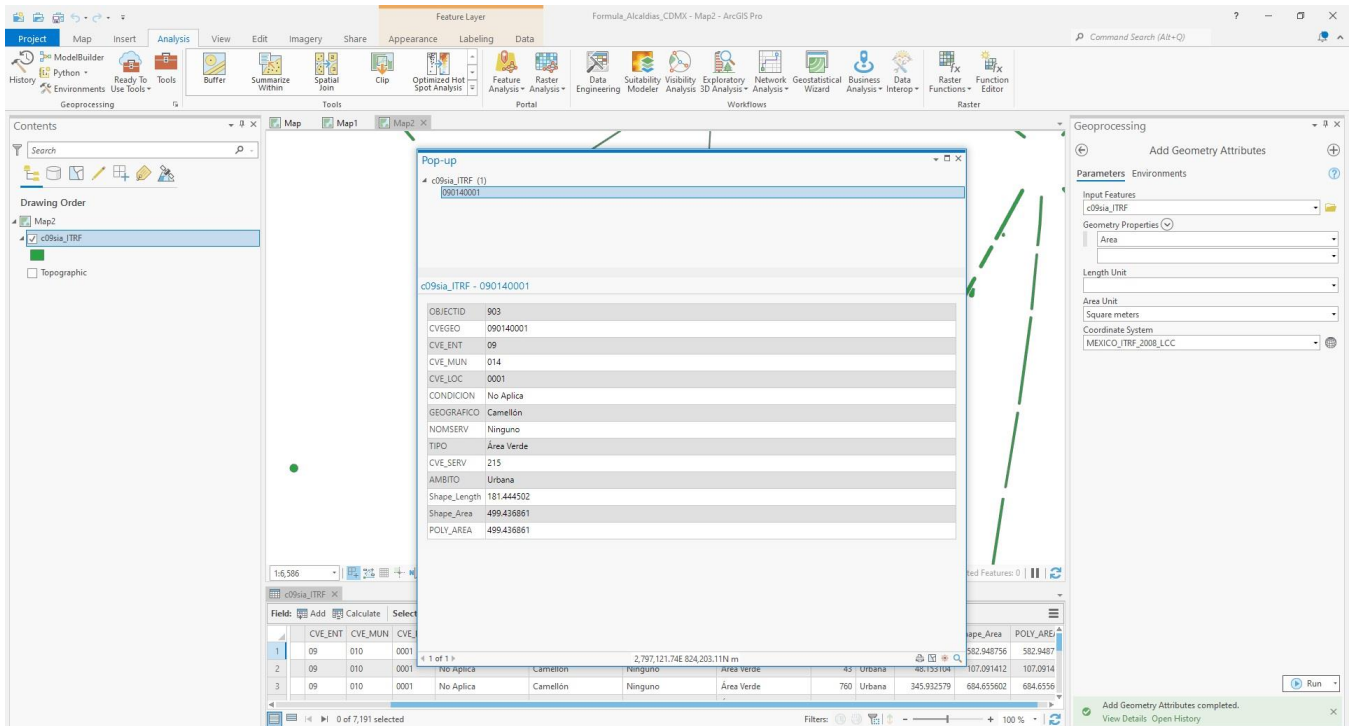 Feature Layer
Formula_Alcaldias_CDMX - Map2 - ArcGIS Pro
?
Project Map Insert Analysis View Edit Imagery Share Appearance Labeling Data
Command Search (Alt+Q)
History
ModelBuilder
Python
Environments
Ready To Use Tools
Tools
Buffer
Summarize Within
Spatial Join
Clip
Optimized Hot Spot Analysis
Feature Analysis
Raster Analysis
Data Engineering
Suitability Modeler
Visibility Analysis
Exploratory 3D Analysis
Network Analysis
Geostatistical Wizard
Business Analysis
Data Interop
Raster Functions
Function Editor
Geoprocessing Tools Portal Workflows Raster
Contents
Search
Drawing Order
Map2
c09sia_ITRF
Topographic
Map Map1 Map2
Pop-up
c09sia_ITRF (1)
090140001
c09sia_ITRF - 090140001
OBJECTID 903
CVEGEO 090140001
CVE_ENT 09
CVE_MUN 014
CVE_LOC 0001
CONDICION No Aplica
GEOGRAFICO Camellón
NOMSERV Ninguno
TIPO Área Verde
CVE_SERV 215
AMBITO Urbana
Shape_Length 181.444502
Shape_Area 499.436861
POLY_AREA 499.436861
1 of 1
2,797,121.74E 824,203.11N m
1:6,586
Features: 0
c09sia_ITRF
Field: Add Calculate
CVE_ENT CVE_MUN
1 09 010 0001 582.948756 582.9487
2 09 010 0001 No Aplica Camellón Ninguno Área Verde 43 Urbana 48.153104 107.091412 107.0914
3 09 010 0001 No Aplica Camellón Ninguno Área Verde 760 Urbana 345.932579 684.655602 684.6556
0 of 7,191 selected
Filters:
100 %
Geoprocessing
Add Geometry Attributes
Parameters Environments
Input Features
c09sia_ITRF
Geometry Properties
Area
Length Unit
Area Unit
Square meters
Coordinate System
MEXICO_ITRF_2008_LCC
Run
Add Geometry Attributes completed.
View Details Open History